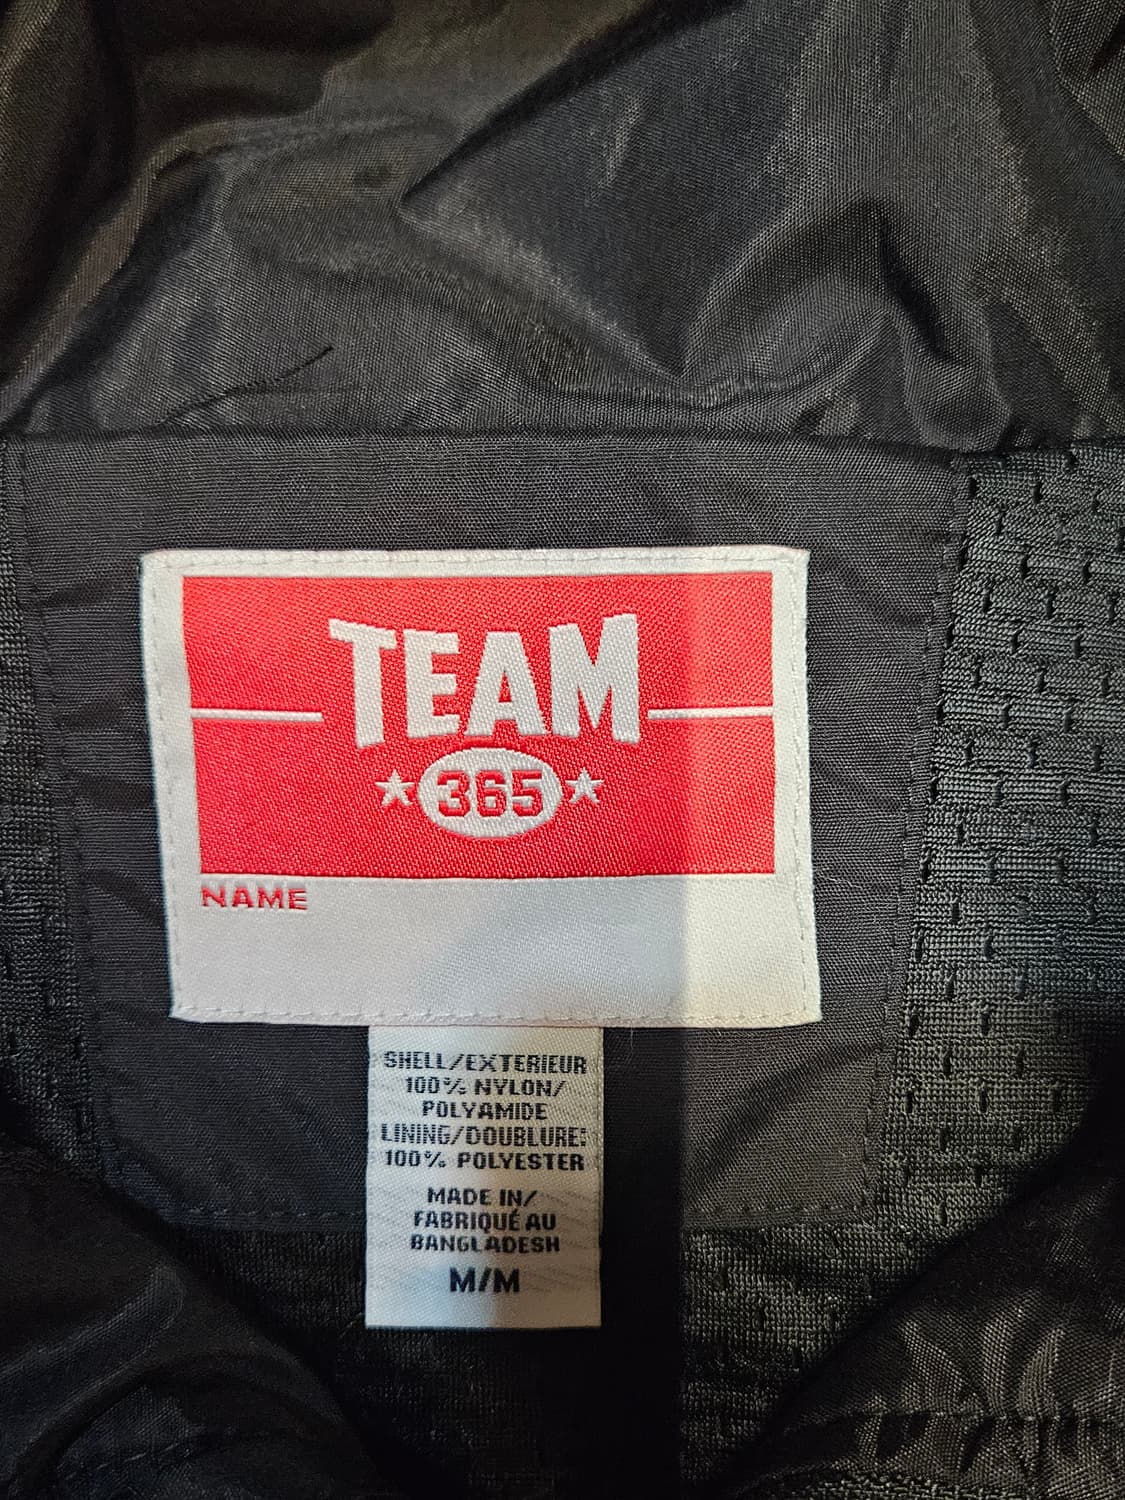 TEAM
365
NAME
SHELL/EXTERIEUR
100% NYLON/
POLYAMIDE
LINING/DOUBLURE:
100% POLYESTER
MADE IN/
FABRIQUÉ AU
BANGLADESH
M/M